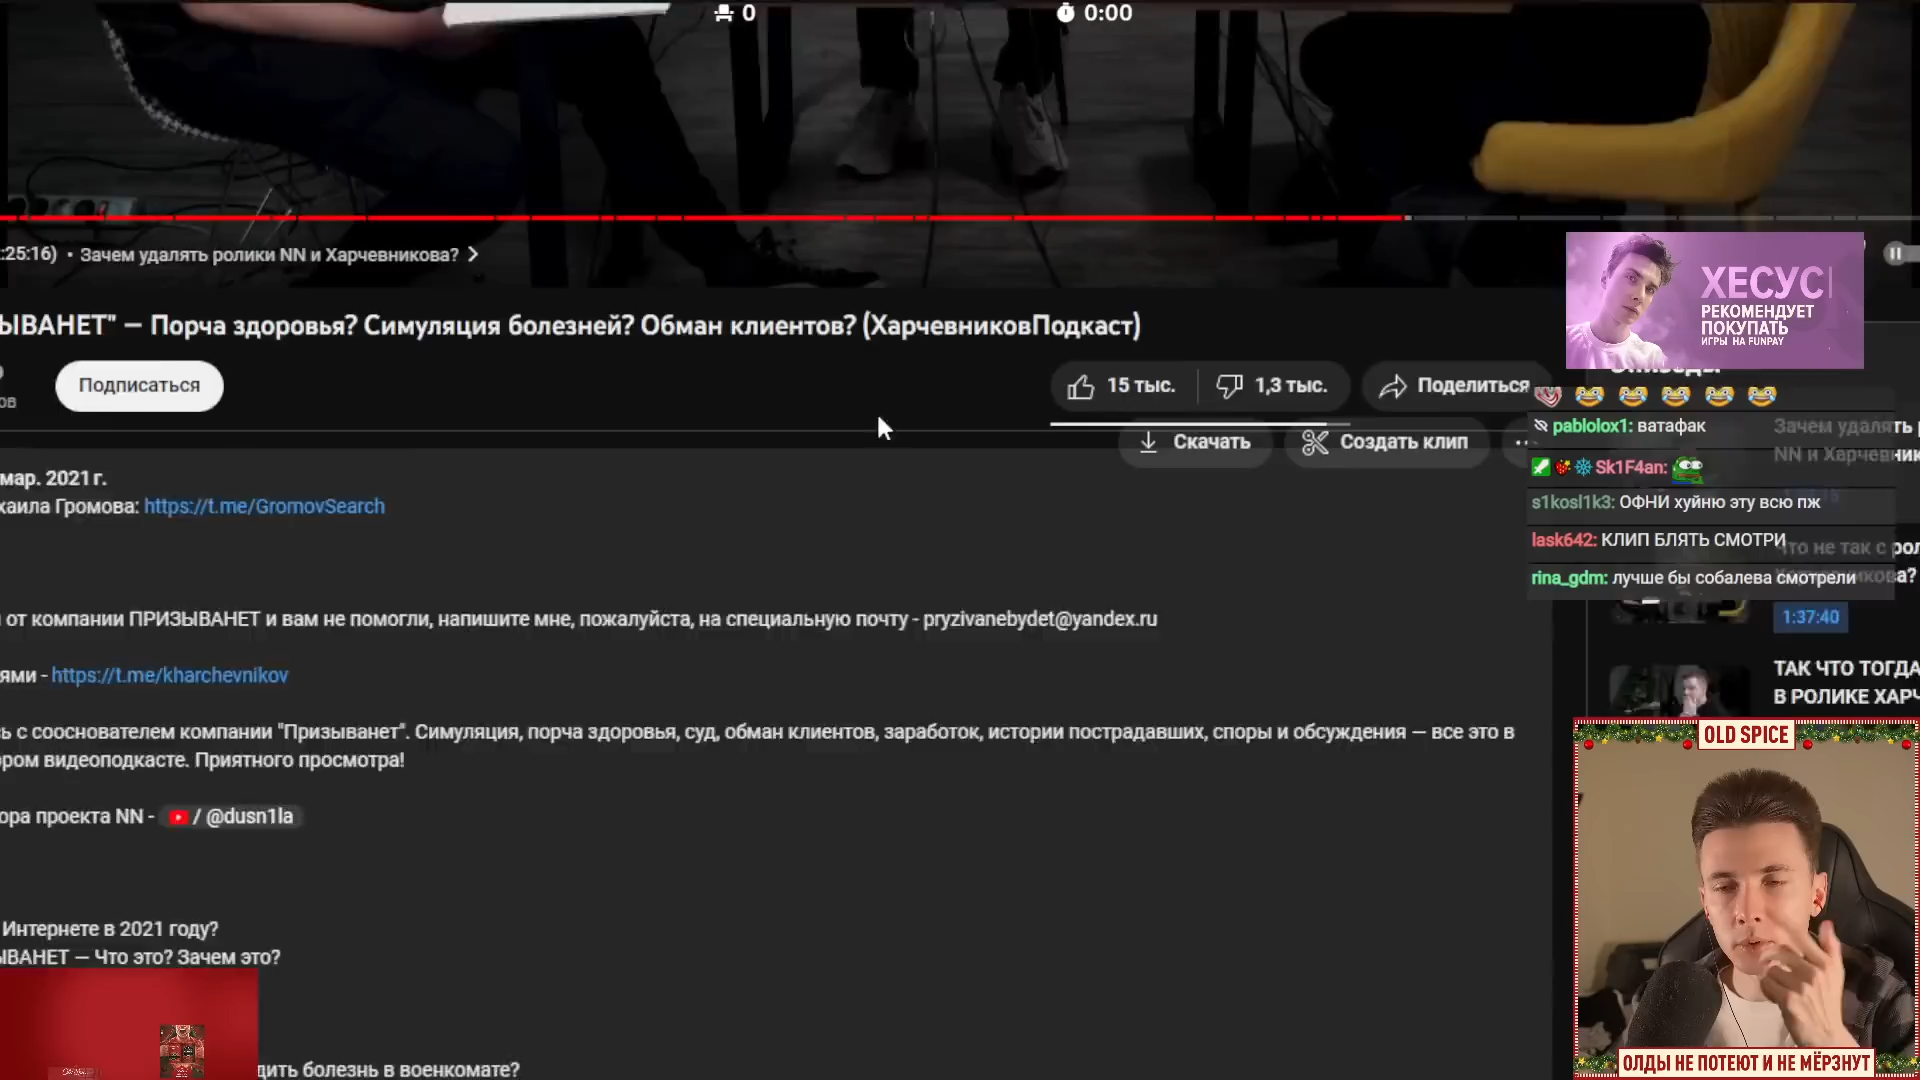 0
0:00
:25:16) • Зачем удалять ролики NN и Харчевникова?
ЫВАНЕТ" — Порча здоровья? Симуляция болезней? Обман клиентов? (ХарчевниковПодкаст)
ов
Подписаться
15 тыс.
1,3 тыс.
Поделиться
Скачать
Создать клип
мар. 2021 г.
хаила Громова: https://t.me/GromovSearch
от компании ПРИЗЫВАНЕТ и вам не помогли, напишите мне, пожалуйста, на специальную почту - pryzivanebydet@yandex.ru
ями - https://t.me/kharchevnikov
ь с сооснователем компании "Призыванет". Симуляция, порча здоровья, суд, обман клиентов, заработок, истории пострадавших, споры и обсуждения — все это в
ром видеоподкасте. Приятного просмотра!
ора проекта NN - / @dusn1la
Интернете в 2021 году?
ЫВАНЕТ — Что это? Зачем это?
дить болезнь в военкомате?
ХЕСУС
РЕКОМЕНДУЕТ
ПОКУПАТЬ
ИГРЫ НА FUNPAY
pablolox1: ватафак
Sk1F4an:
s1kosl1k3: ОФНИ хуйню эту всю пж
lask642: КЛИП БЛЯТЬ СМОТРИ
rina_gdm: лучше бы собалева смотрели
Зачем удалять р
NN и Харчевник
Что не так с рол
1:37:40
ТАК ЧТО ТОГДА
В РОЛИКЕ ХАРЧ
OLD SPICE
ОЛДЫ НЕ ПОТЕЮТ И НЕ МЁРЗНУТ